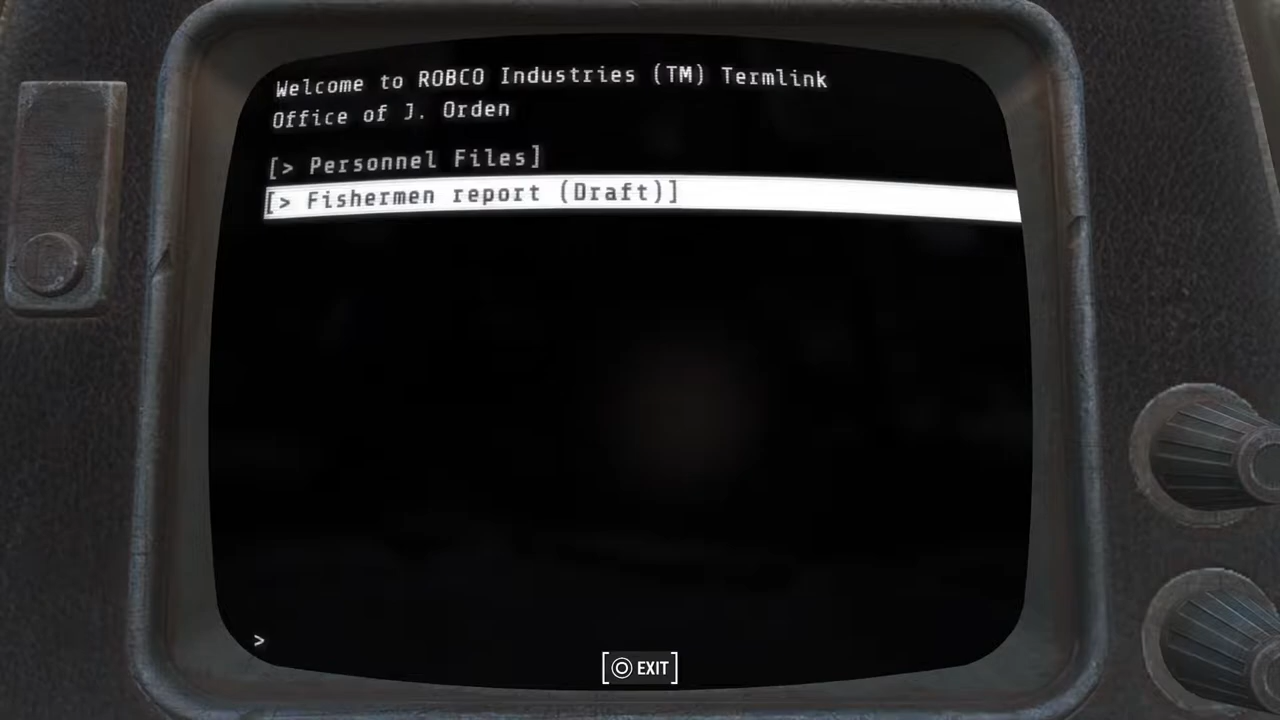 Welcome to ROBCO Industries (TM) Termlink
Office of J. Orden
[> Personnel Files]
[> Fishermen report (Draft)]
>
[◎ EXIT]